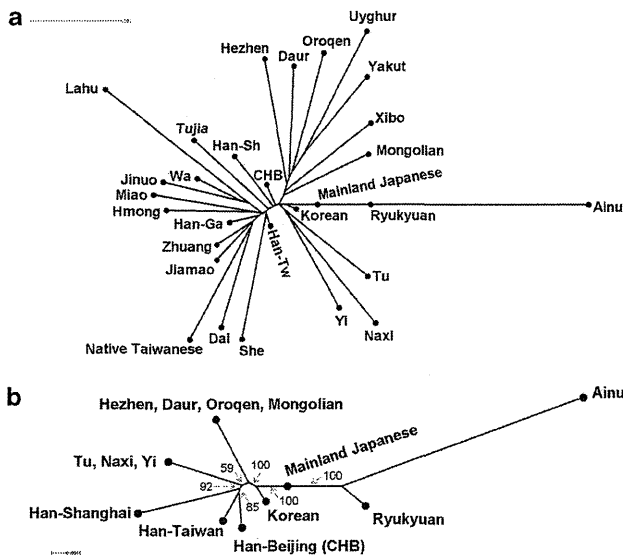 a
Uyghur
Hezhen
Daur
Oroqen
Yakut
Lahu
Tujia
Han-Sh
Xibo
CHB
Mongolian
Wa
Jinuo
Mainland Japanese
Miao
Hmong
Korean
Ryukyuan
Ainu
Han-Ga
Han-Tw
Zhuang
Jiamao
Tu
Yi
Naxi
Native Taiwanese
Dai
She
b
Ainu
Hezhen, Daur, Oroqen, Mongolian
Mainland Japanese
Tu, Naxi, Yi
59
100
100
92
100
85
Han-Shanghai
Korean
Han-Taiwan
Ryukyuan
Han-Beijing (CHB)